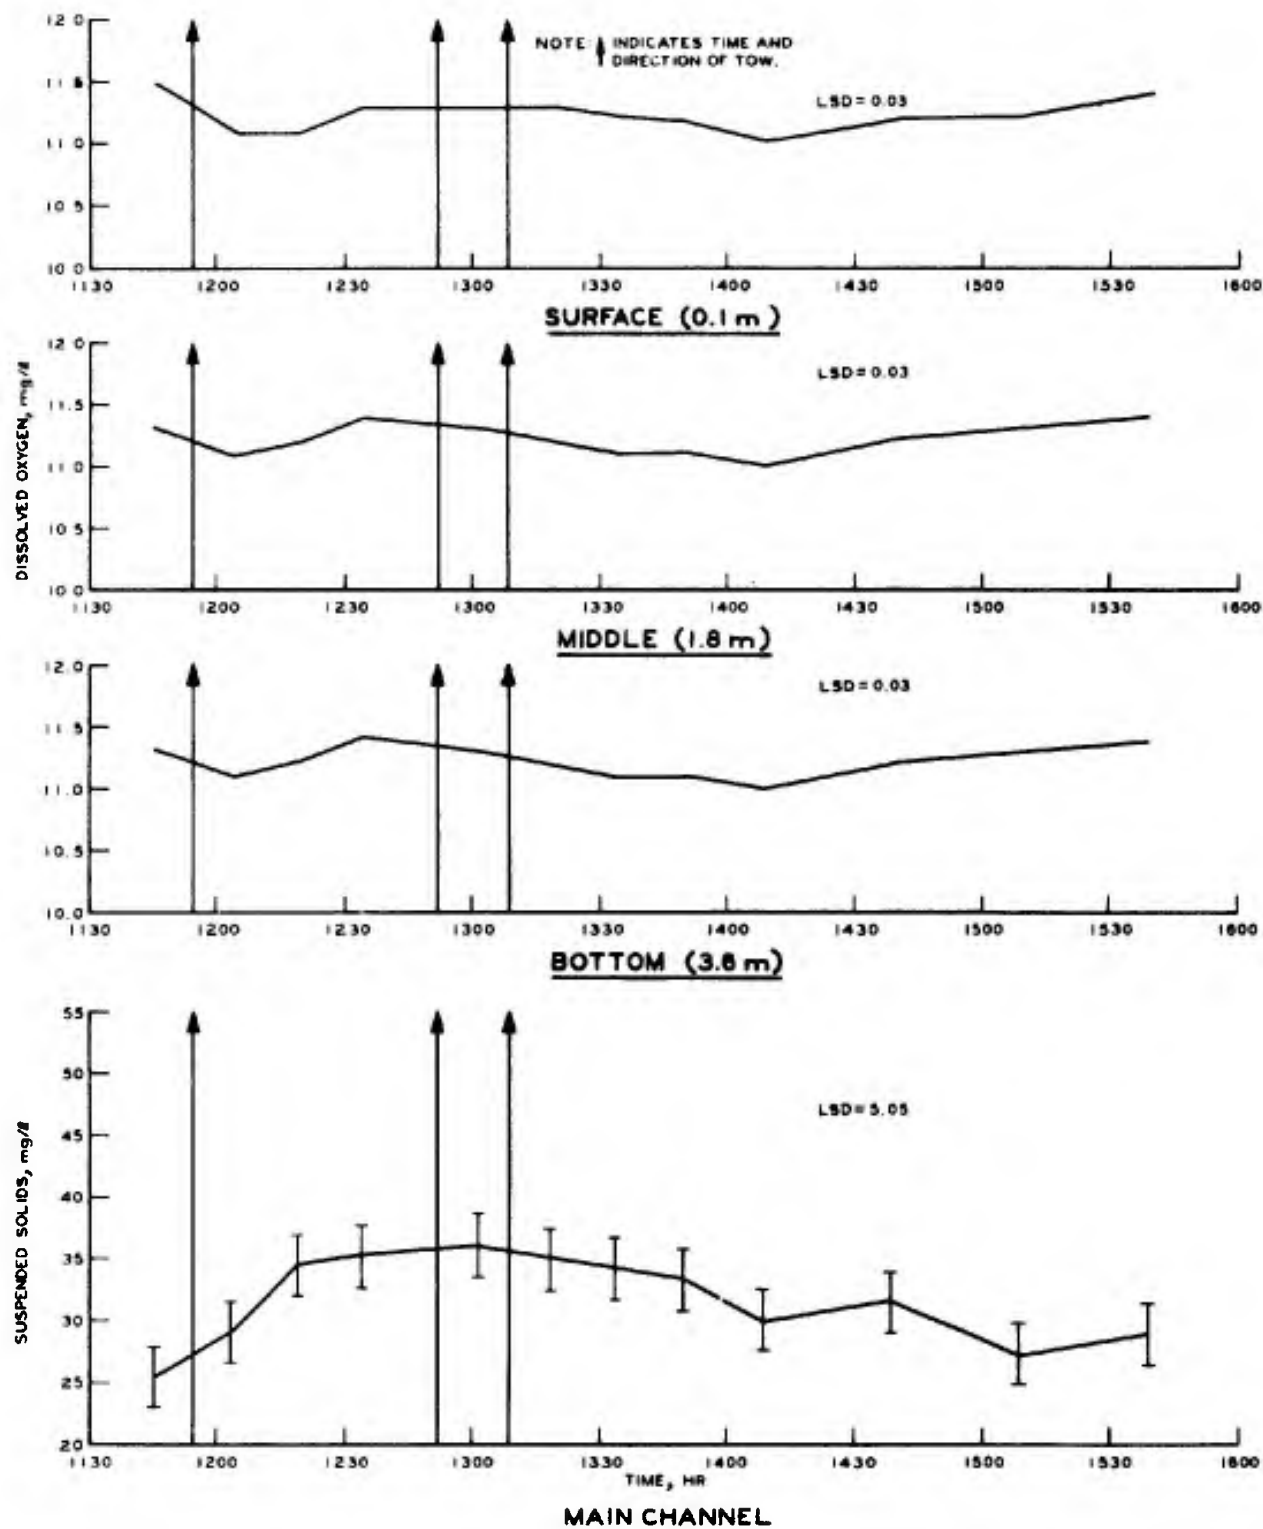 12 0
11 5
11 0
10 5
10 0
NOTE: INDICATES TIME AND
DIRECTION OF TOW.
LSD = 0.03
1130 1200 1230 1300 1330 1400 1430 1500 1530 1600
SURFACE (0.1 m)
DISSOLVED OXYGEN, mg/ℓ
12 0
11.5
11.0
10 5
10 0
LSD = 0.03
1130 1200 1230 1300 1330 1400 1430 1500 1530 1600
MIDDLE (1.8 m)
12.0
11.5
11.0
10.5
10.0
LSD = 0.03
1130 1200 1230 1300 1330 1400 1430 1500 1530 1600
BOTTOM (3.6 m)
SUSPENDED SOLIDS, mg/ℓ
55
50
45
40
35
30
25
20
LSD = 5.05
1130 1200 1230 1300 1330 1400 1430 1500 1530 1600
TIME, HR
MAIN CHANNEL